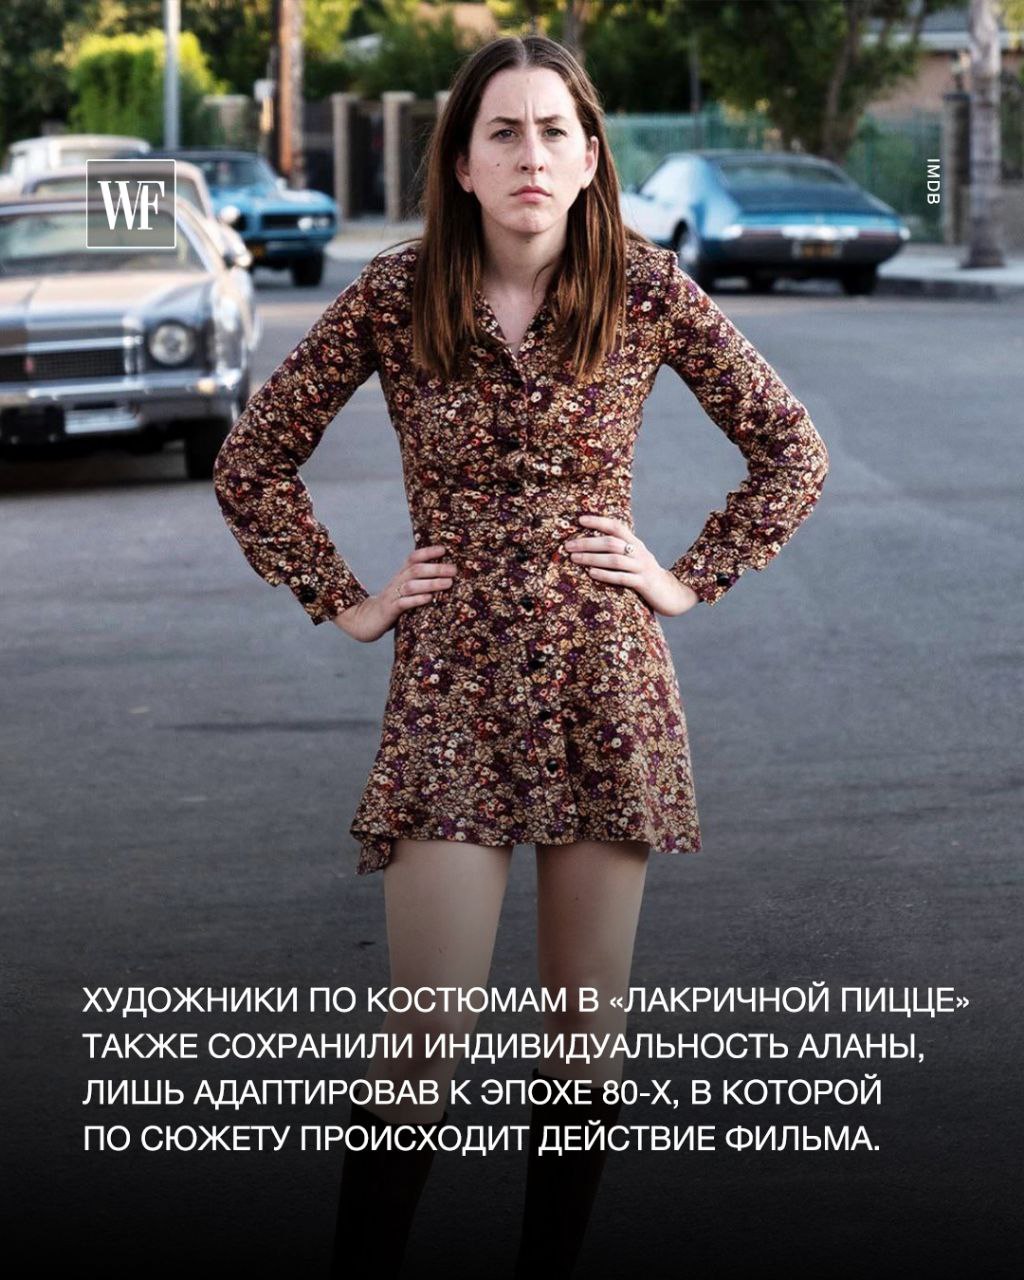 WF
IMDB
ХУДОЖНИКИ ПО КОСТЮМАМ В «ЛАКРИЧНОЙ ПИЦЦЕ»
ТАКЖЕ СОХРАНИЛИ ИНДИВИДУАЛЬНОСТЬ АЛАНЫ,
ЛИШЬ АДАПТИРОВАВ К ЭПОХЕ 80-Х, В КОТОРОЙ
ПО СЮЖЕТУ ПРОИСХОДИТ ДЕЙСТВИЕ ФИЛЬМА.